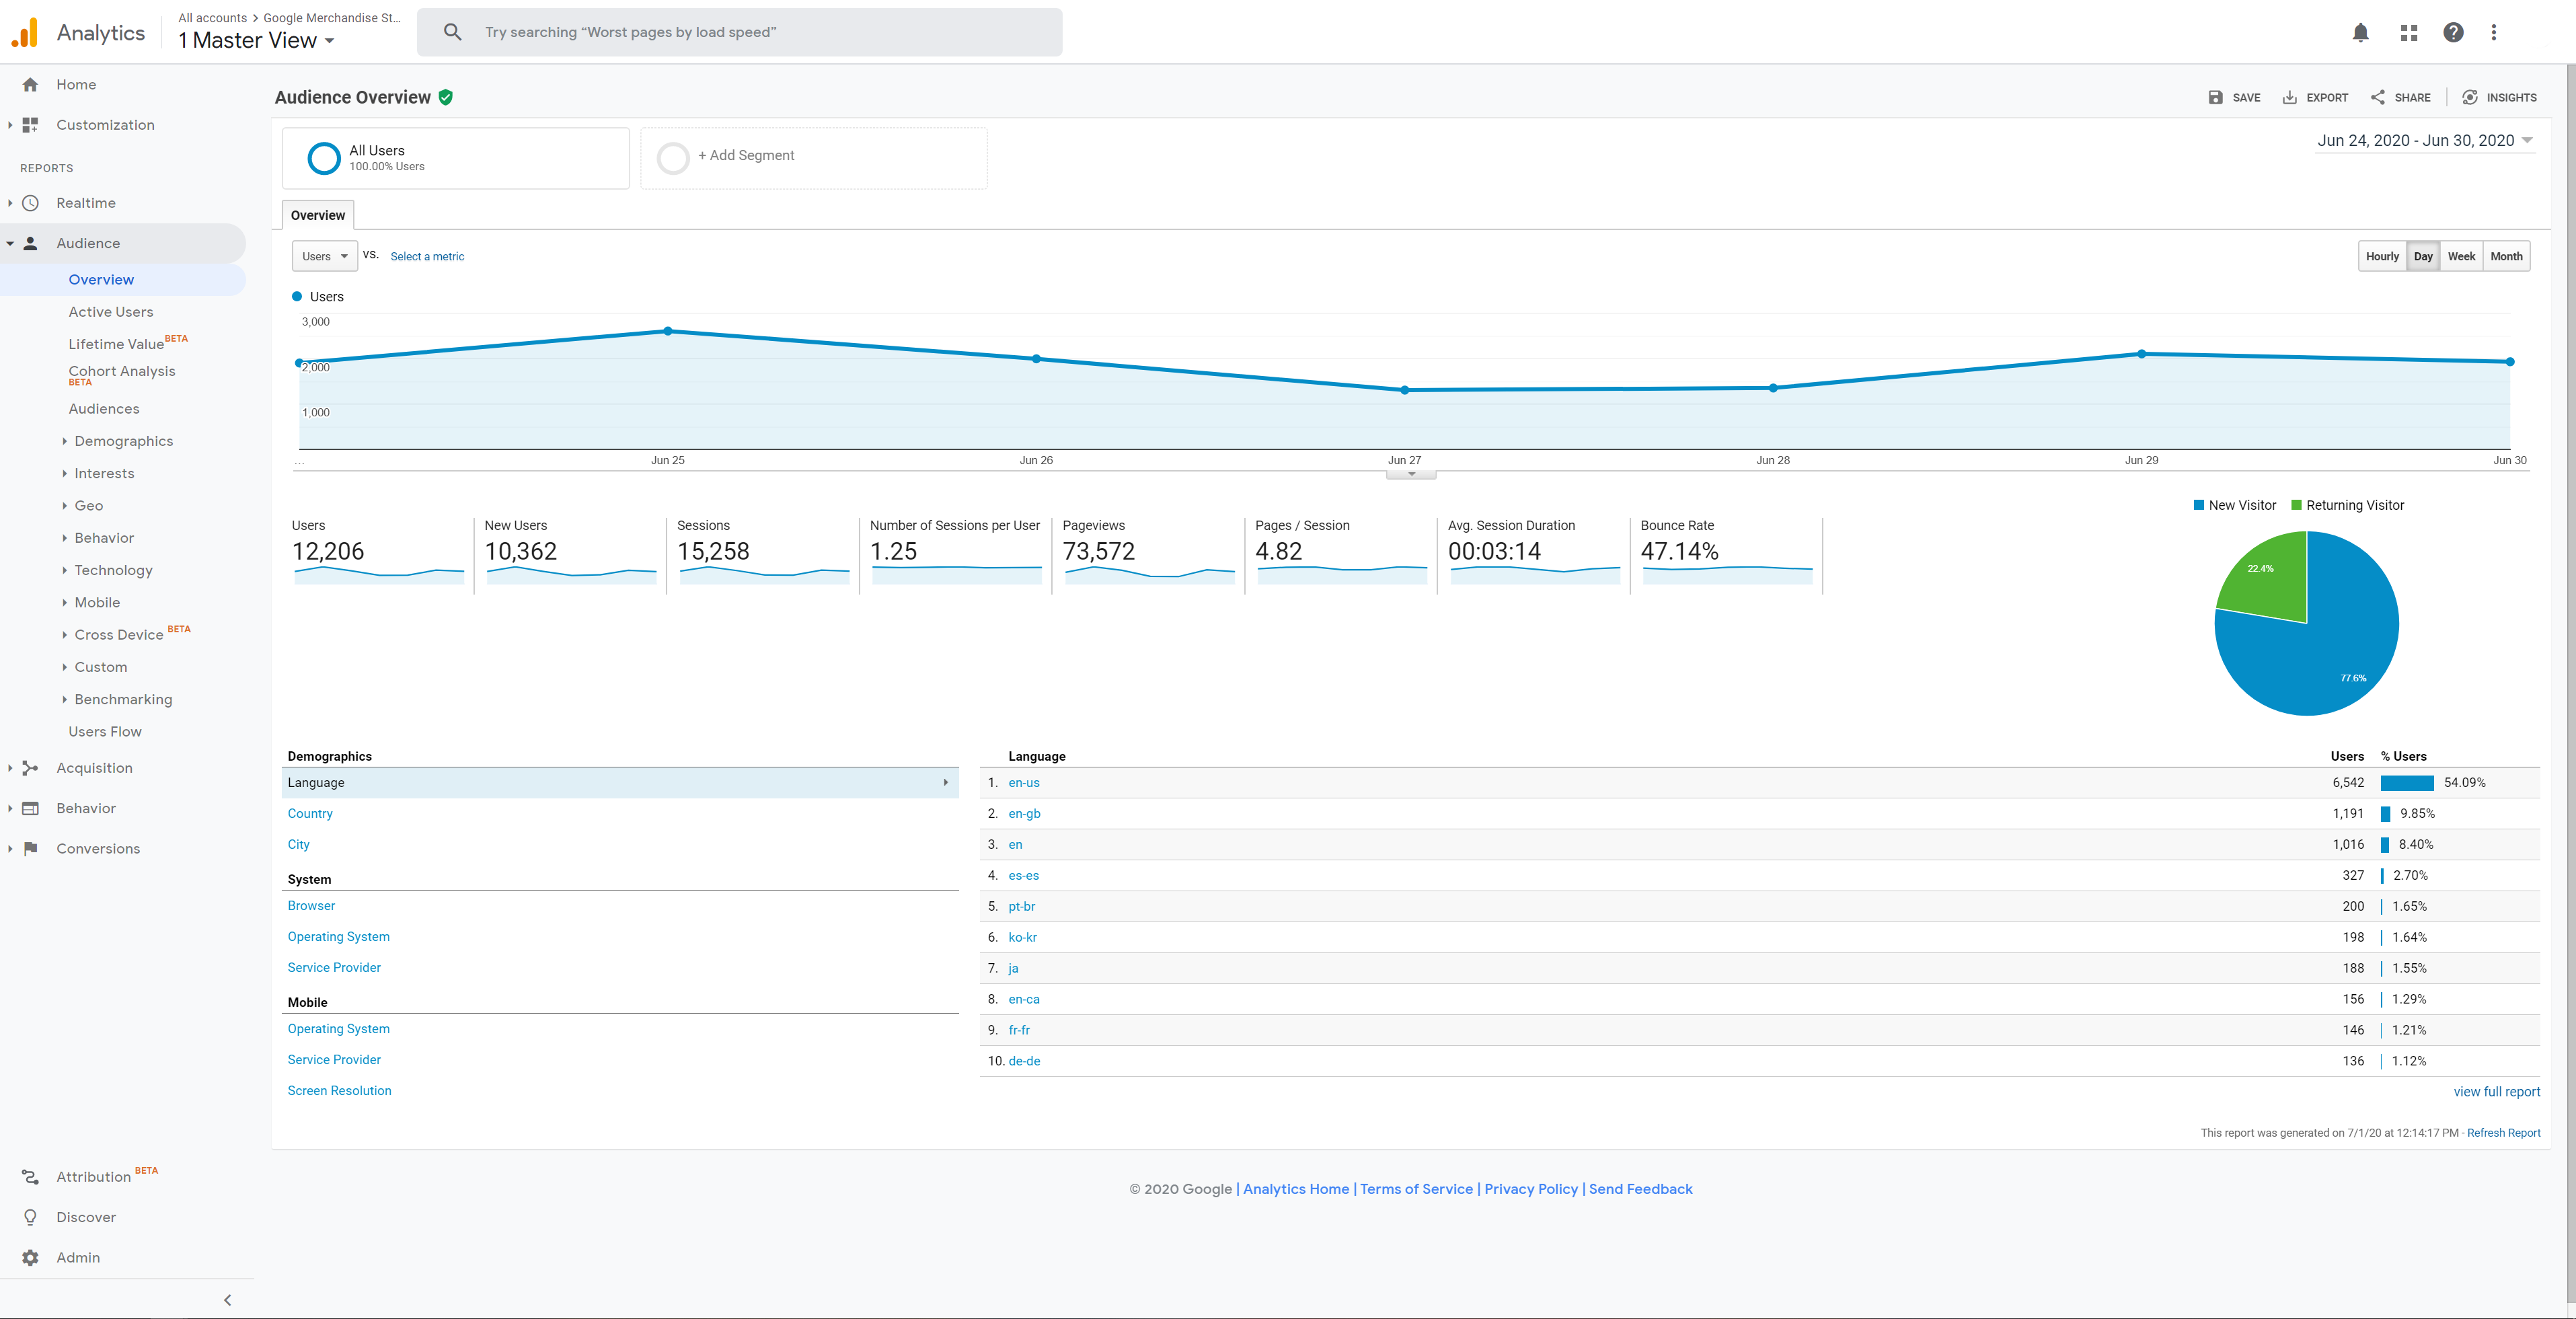 Analytics
All accounts > Google Merchandise St...
1 Master View
Try searching “Worst pages by load speed”
Home
Customization
REPORTS
Realtime
Audience
Overview
Active Users
Lifetime Value BETA
Cohort Analysis
BETA
Audiences
Demographics
Interests
Geo
Behavior
Technology
Mobile
Cross Device BETA
Custom
Benchmarking
Users Flow
Acquisition
Behavior
Conversions
Attribution BETA
Discover
Admin
Audience Overview
SAVE EXPORT SHARE INSIGHTS
All Users
100.00% Users
+ Add Segment
Jun 24, 2020 - Jun 30, 2020
Overview
Users VS. Select a metric
Hourly Day Week Month
Users
3,000
2,000
1,000
... Jun 25 Jun 26 Jun 27 Jun 28 Jun 29 Jun 30
Users
12,206
New Users
10,362
Sessions
15,258
Number of Sessions per User
1.25
Pageviews
73,572
Pages / Session
4.82
Avg. Session Duration
00:03:14
Bounce Rate
47.14%
New Visitor Returning Visitor
22.4%
77.6%
Demographics
Language
Country
City
System
Browser
Operating System
Service Provider
Mobile
Operating System
Service Provider
Screen Resolution
Language Users % Users
1. en-us 6,542 54.09%
2. en-gb 1,191 9.85%
3. en 1,016 8.40%
4. es-es 327 2.70%
5. pt-br 200 1.65%
6. ko-kr 198 1.64%
7. ja 188 1.55%
8. en-ca 156 1.29%
9. fr-fr 146 1.21%
10. de-de 136 1.12%
view full report
This report was generated on 7/1/20 at 12:14:17 PM - Refresh Report
© 2020 Google | Analytics Home | Terms of Service | Privacy Policy | Send Feedback